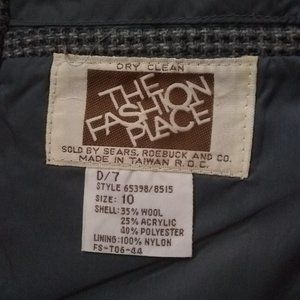 DRY CLEAN
THE
FASHION
PLACE
SOLD BY SEARS, ROEBUCK AND CO.
MADE IN TAIWAN R.O.C.
D/7
STYLE 65398/8515
SIZE: 10
SHELL: 35% WOOL
25% ACRYLIC
40% POLYESTER
LINING: 100% NYLON
FS-T06-44